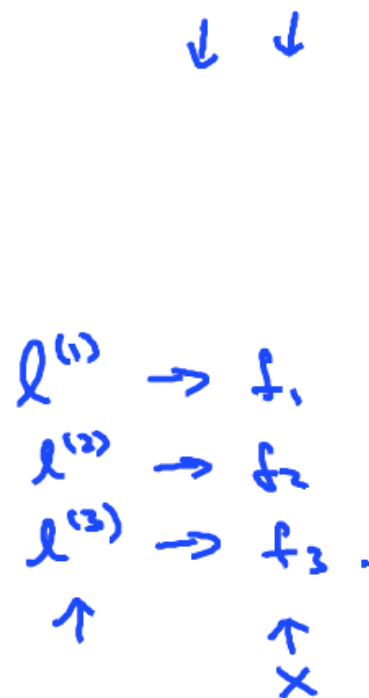 ↓ ↓
l^(1) → f₁
l^(2) → f₂
l^(3) → f₃.
↑ ↑
x